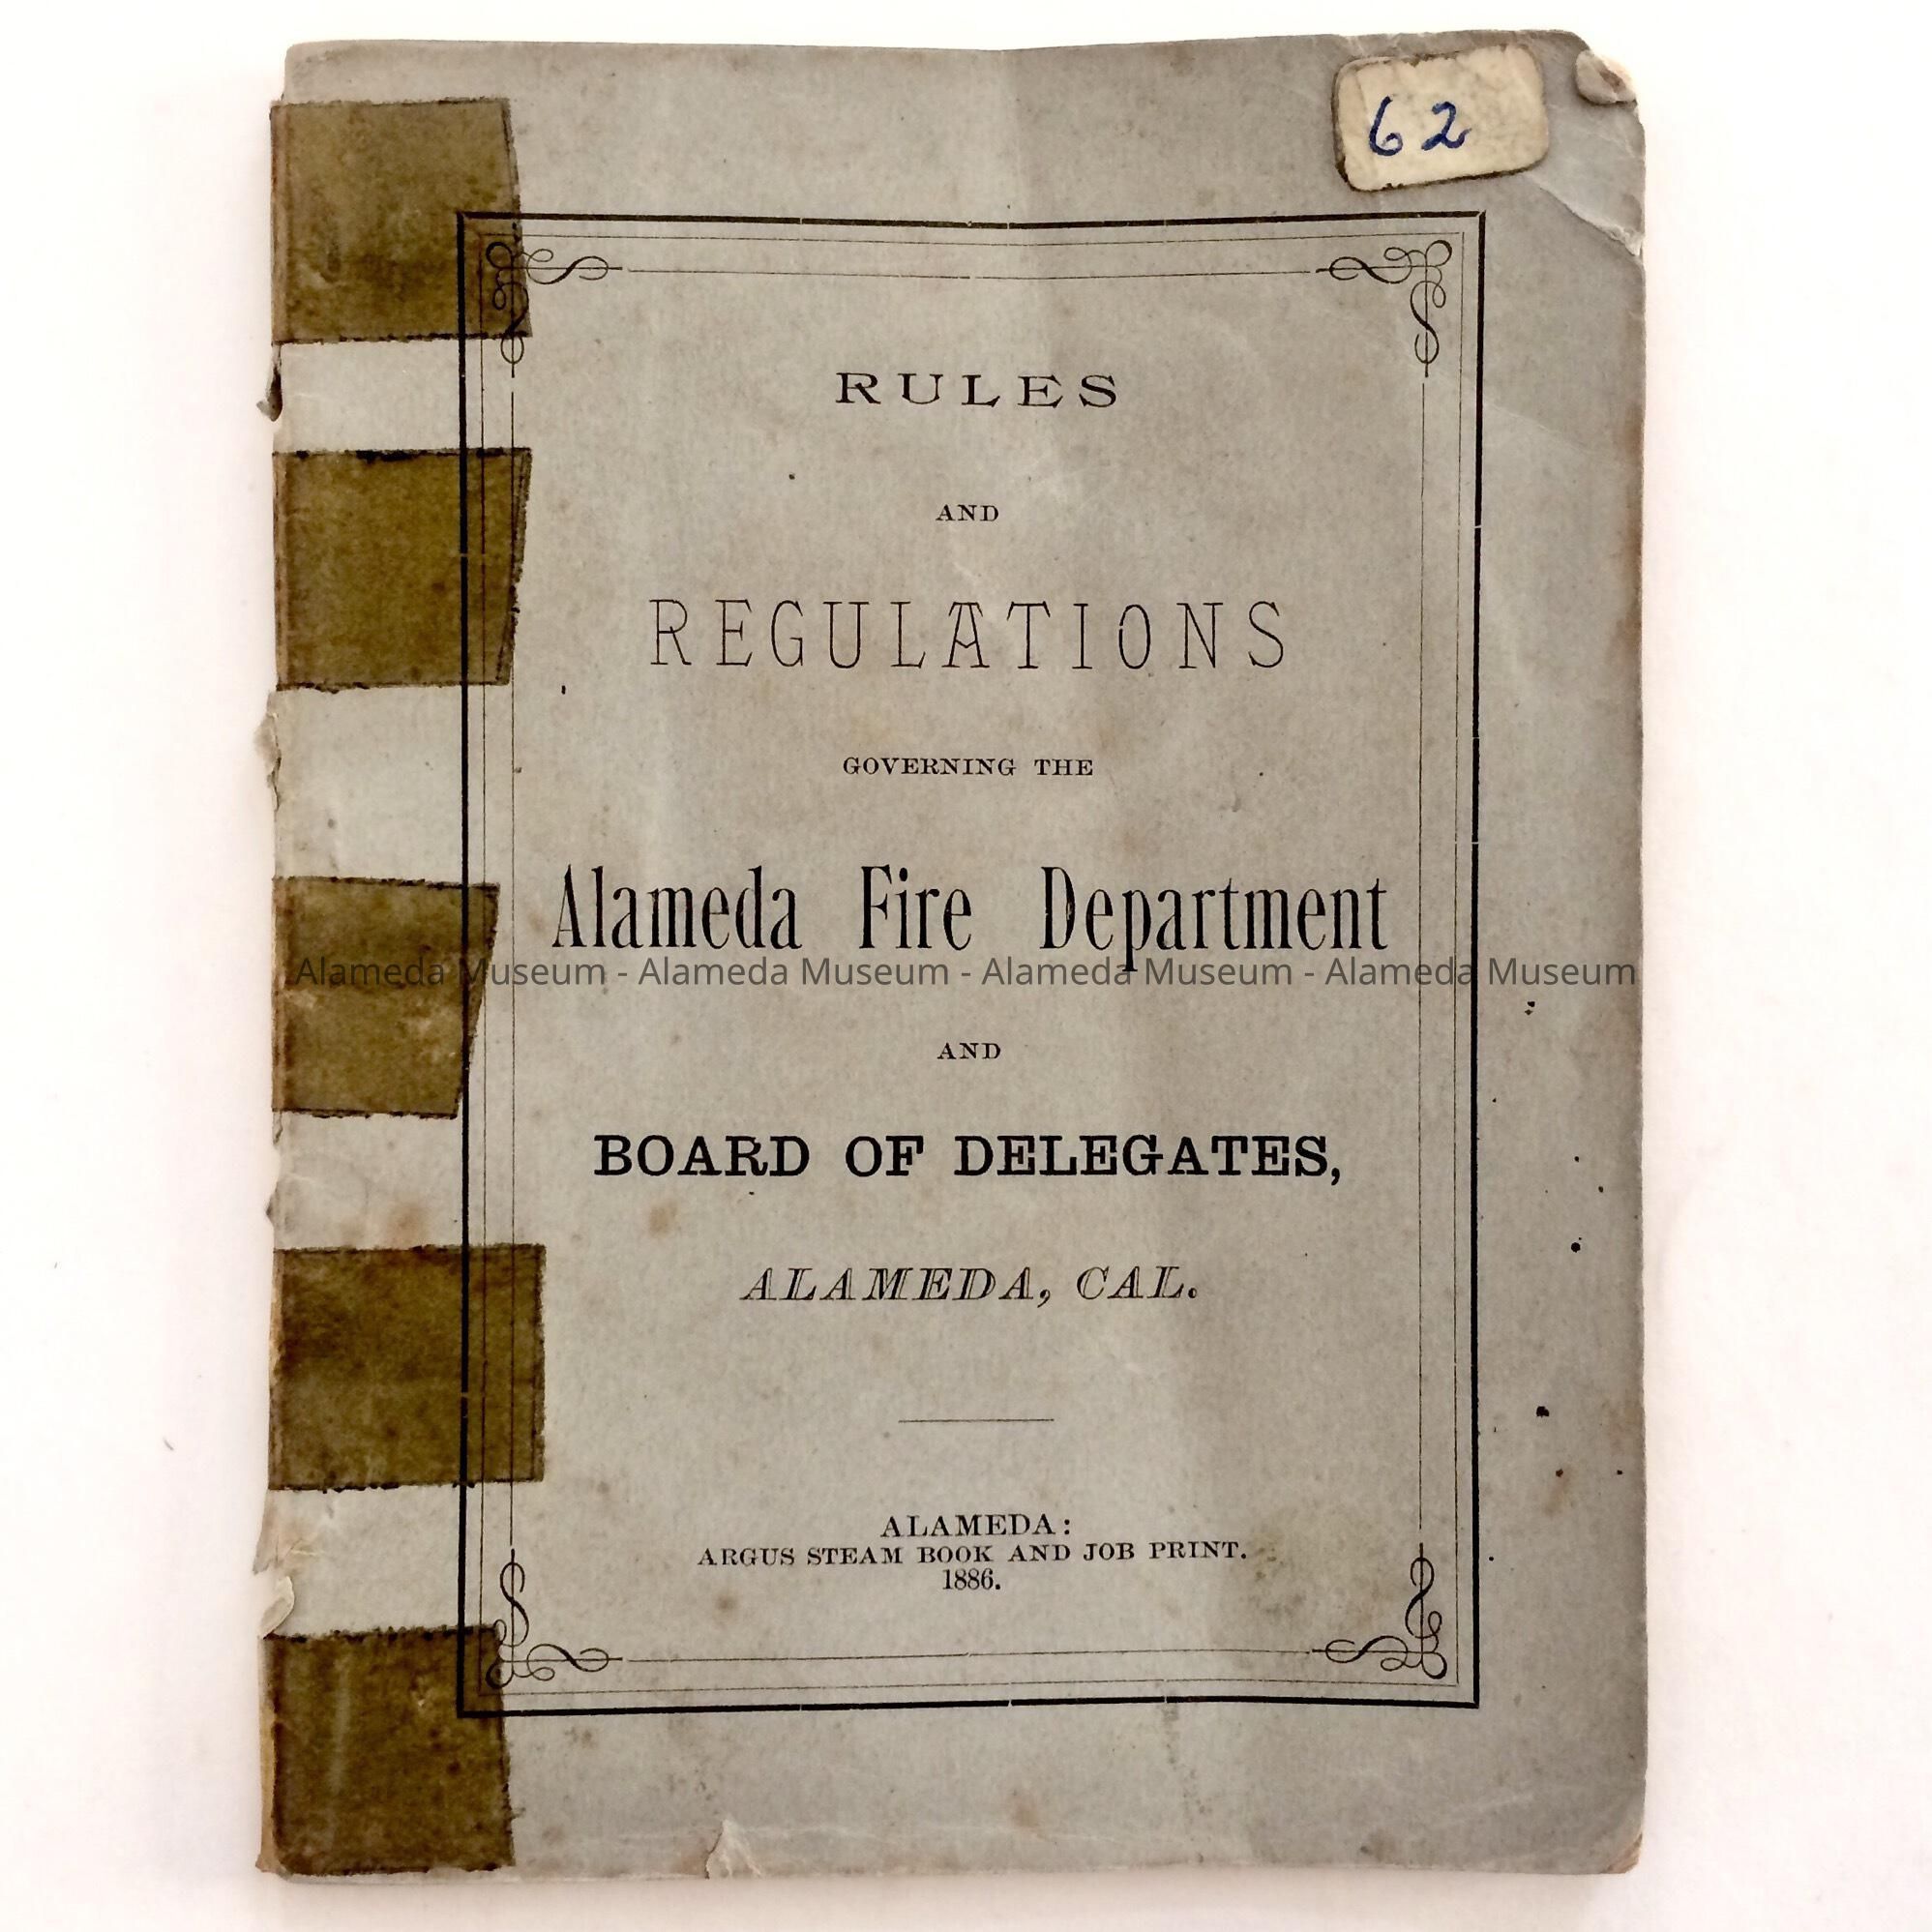 62
RULES
AND
REGULATIONS
GOVERNING THE
Alameda Fire Department
Alameda Museum - Alameda Museum - Alameda Museum - Alameda Museum
AND
BOARD OF DELEGATES,
ALAMEDA, CAL.
ALAMEDA:
ARGUS STEAM BOOK AND JOB PRINT.
1886.